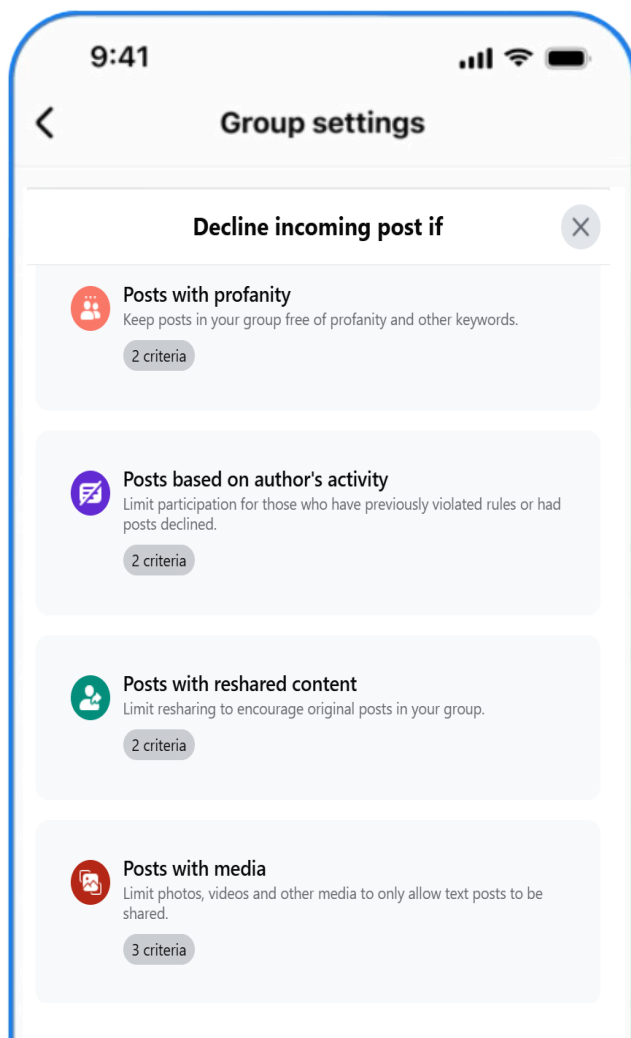 9:41
Group settings
Decline incoming post if
Posts with profanity
Keep posts in your group free of profanity and other keywords.
2 criteria
Posts based on author's activity
Limit participation for those who have previously violated rules or had
posts declined.
2 criteria
Posts with reshared content
Limit resharing to encourage original posts in your group.
2 criteria
Posts with media
Limit photos, videos and other media to only allow text posts to be
shared.
3 criteria